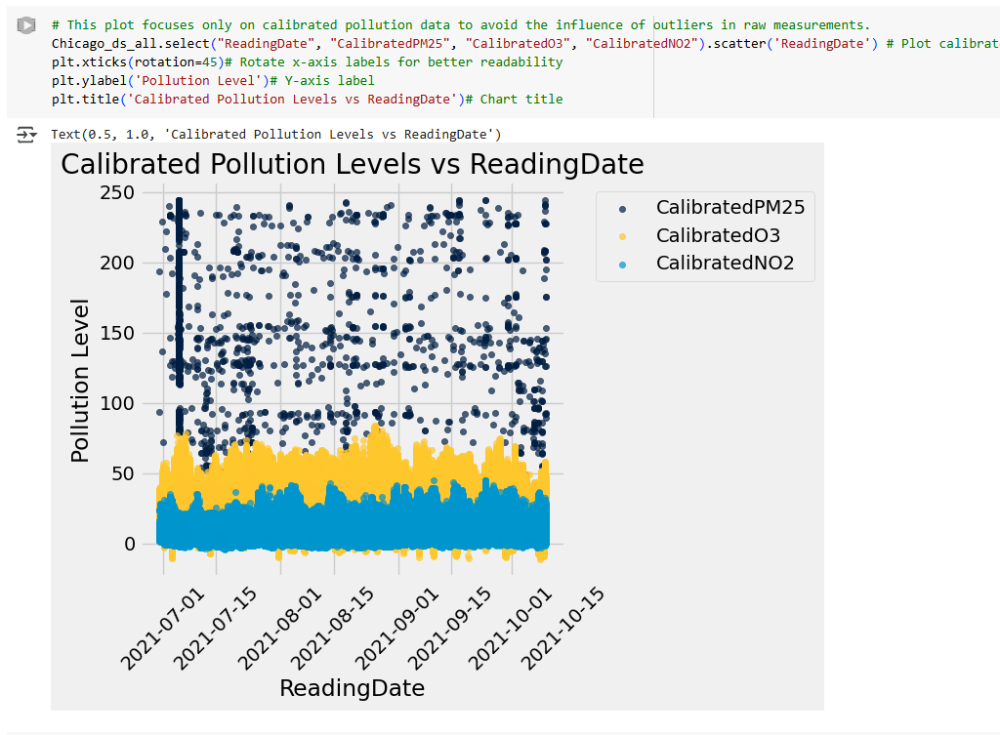 # This plot focuses only on calibrated pollution data to avoid the influence of outliers in raw measurements.
Chicago_ds_all.select("ReadingDate", "CalibratedPM25", "CalibratedO3", "CalibratedNO2").scatter('ReadingDate') # Plot calibrat
plt.xticks(rotation=45)# Rotate x-axis labels for better readability
plt.ylabel('Pollution Level')# Y-axis label
plt.title('Calibrated Pollution Levels vs ReadingDate')# Chart title
Text(0.5, 1.0, 'Calibrated Pollution Levels vs ReadingDate')
Calibrated Pollution Levels vs ReadingDate
250
200
150
100
50
0
Pollution Level
CalibratedPM25
CalibratedO3
CalibratedNO2
2021-07-01
2021-07-15
2021-08-01
2021-08-15
2021-09-01
2021-09-15
2021-10-01
2021-10-15
ReadingDate